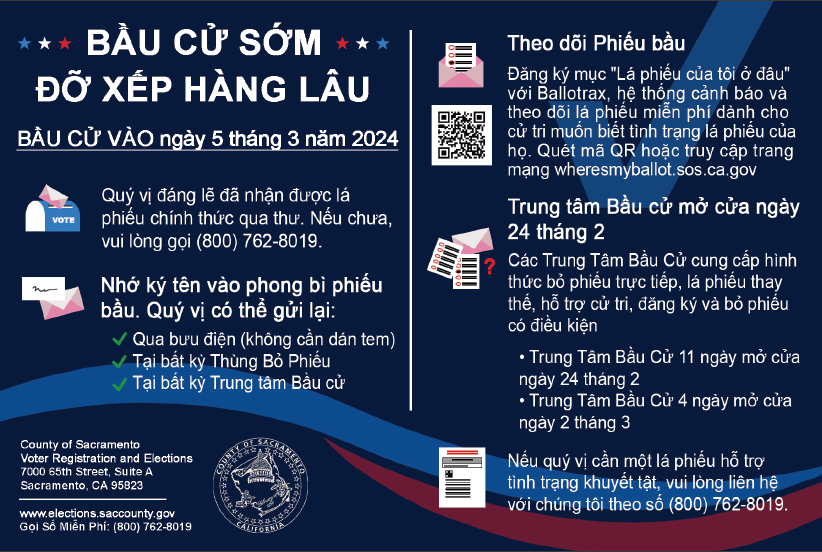 BẦU CỬ SỚM
ĐỠ XẾP HÀNG LÂU
BẦU CỬ VÀO ngày 5 tháng 3 năm 2024
VOTE
Quý vị đáng lẽ đã nhận được lá
phiếu chính thức qua thư. Nếu chưa,
vui lòng gọi (800) 762-8019.
Nhớ ký tên vào phong bì phiếu
bầu. Quý vị có thể gửi lại:
Qua bưu điện (không cần dán tem)
Tại bất kỳ Thùng Bỏ Phiếu
Tại bất kỳ Trung tâm Bầu cử
County of Sacramento
Voter Registration and Elections
7000 65th Street, Suite A
Sacramento, CA 95823
www.elections.saccounty.gov
Gọi Số Miễn Phí: (800) 762-8019
COUNTY OF SACRAMENTO
CALIFORNIA
Theo dõi Phiếu bầu
Đăng ký mục "Lá phiếu của tôi ở đâu"
với Ballotrax, hệ thống cảnh báo và
theo dõi lá phiếu miễn phí dành cho
cử tri muốn biết tình trạng lá phiếu của
họ. Quét mã QR hoặc truy cập trang
mạng wheresmyballot.sos.ca.gov
Trung tâm Bầu cử mở cửa ngày
24 tháng 2
?
Các Trung Tâm Bầu Cử cung cấp hình
thức bỏ phiếu trực tiếp, lá phiếu thay
thế, hỗ trợ cử tri, đăng ký và bỏ phiếu
có điều kiện
• Trung Tâm Bầu Cử 11 ngày mở cửa
ngày 24 tháng 2
• Trung Tâm Bầu Cử 4 ngày mở cửa
ngày 2 tháng 3
Nếu quý vị cần một lá phiếu hỗ trợ
tình trạng khuyết tật, vui lòng liên hệ
với chúng tôi theo số (800) 762-8019.